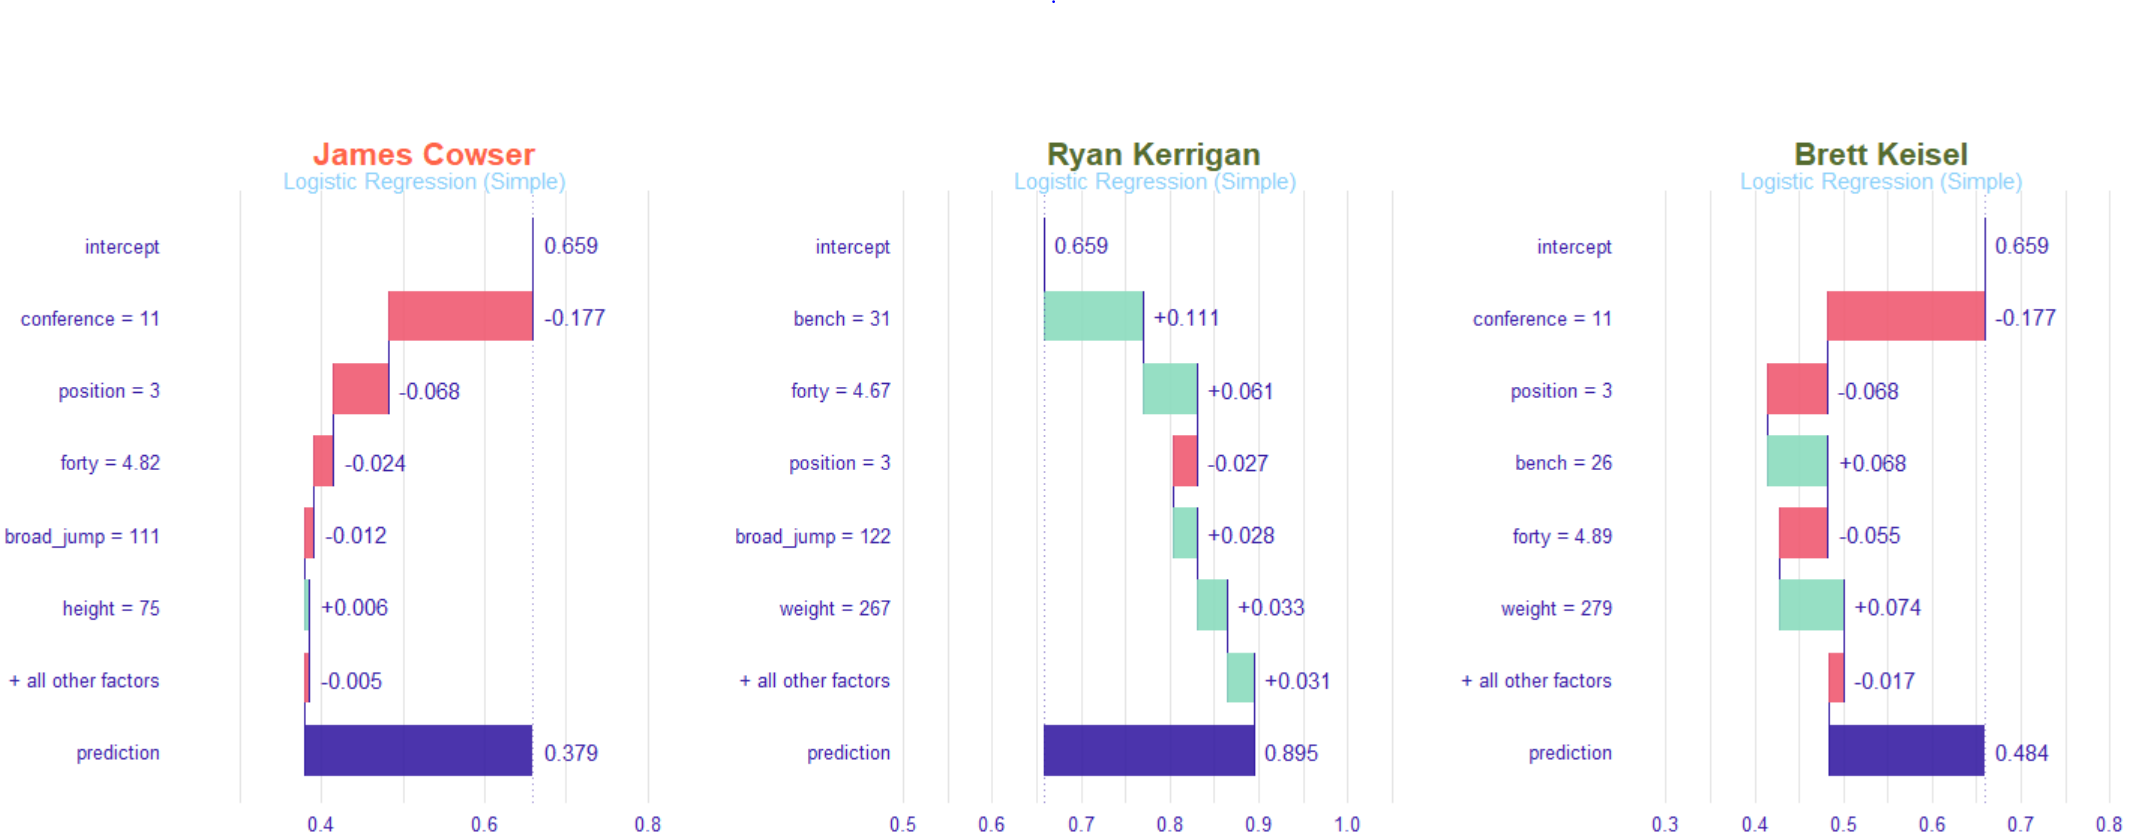 James Cowser
Logistic Regression (Simple)
intercept
0.659
conference = 11
-0.177
position = 3
-0.068
forty = 4.82
-0.024
broad_jump = 111
-0.012
height = 75
+0.006
+ all other factors
-0.005
prediction
0.379
0.4 0.6 0.8
Ryan Kerrigan
Logistic Regression (Simple)
intercept
0.659
bench = 31
+0.111
forty = 4.67
+0.061
position = 3
-0.027
broad_jump = 122
+0.028
weight = 267
+0.033
+ all other factors
+0.031
prediction
0.895
0.5 0.6 0.7 0.8 0.9 1.0
Brett Keisel
Logistic Regression (Simple)
intercept
0.659
conference = 11
-0.177
position = 3
-0.068
bench = 26
+0.068
forty = 4.89
-0.055
weight = 279
+0.074
+ all other factors
-0.017
prediction
0.484
0.3 0.4 0.5 0.6 0.7 0.8